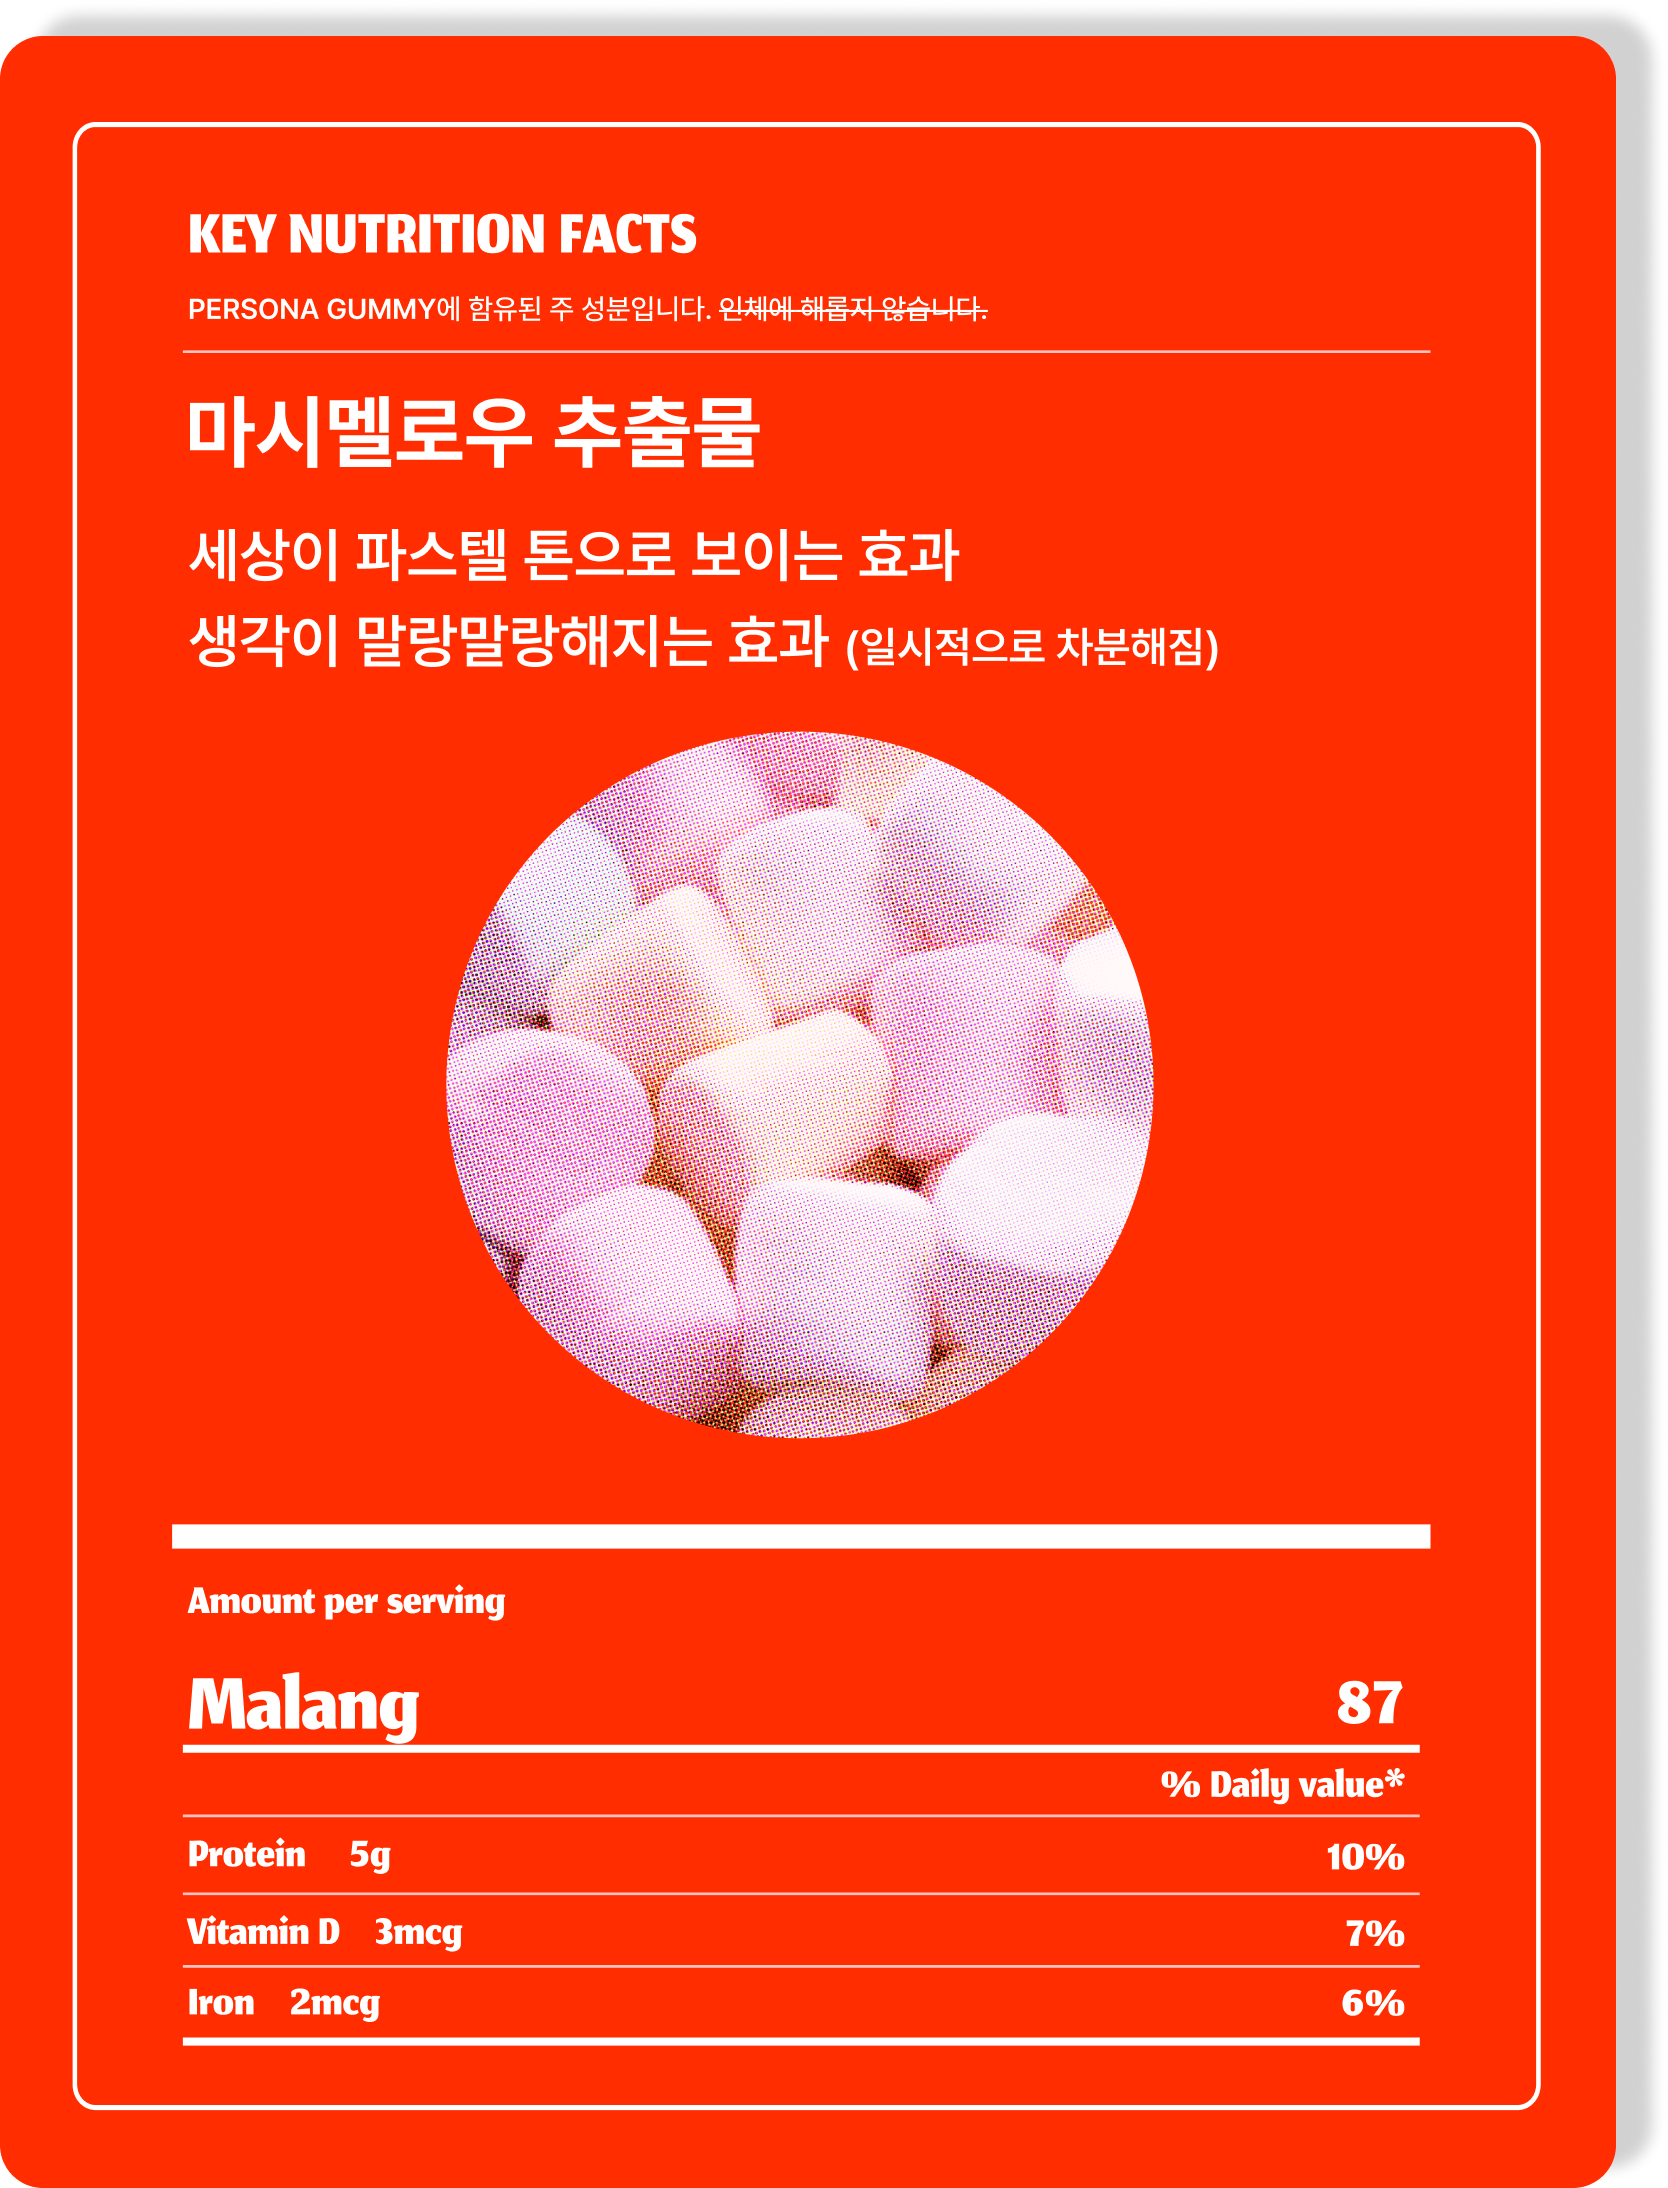 KEY NUTRITION FACTS
PERSONA GUMMY에 함유된 주 성분입니다. 인체에 해롭지 않습니다.
마시멜로우 추출물
세상이 파스텔 톤으로 보이는 효과
생각이 말랑말랑해지는 효과 (일시적으로 차분해짐)
Amount per serving
Malang 87
% Daily value*
Protein 5g 10%
Vitamin D 3mcg 7%
Iron 2mcg 6%